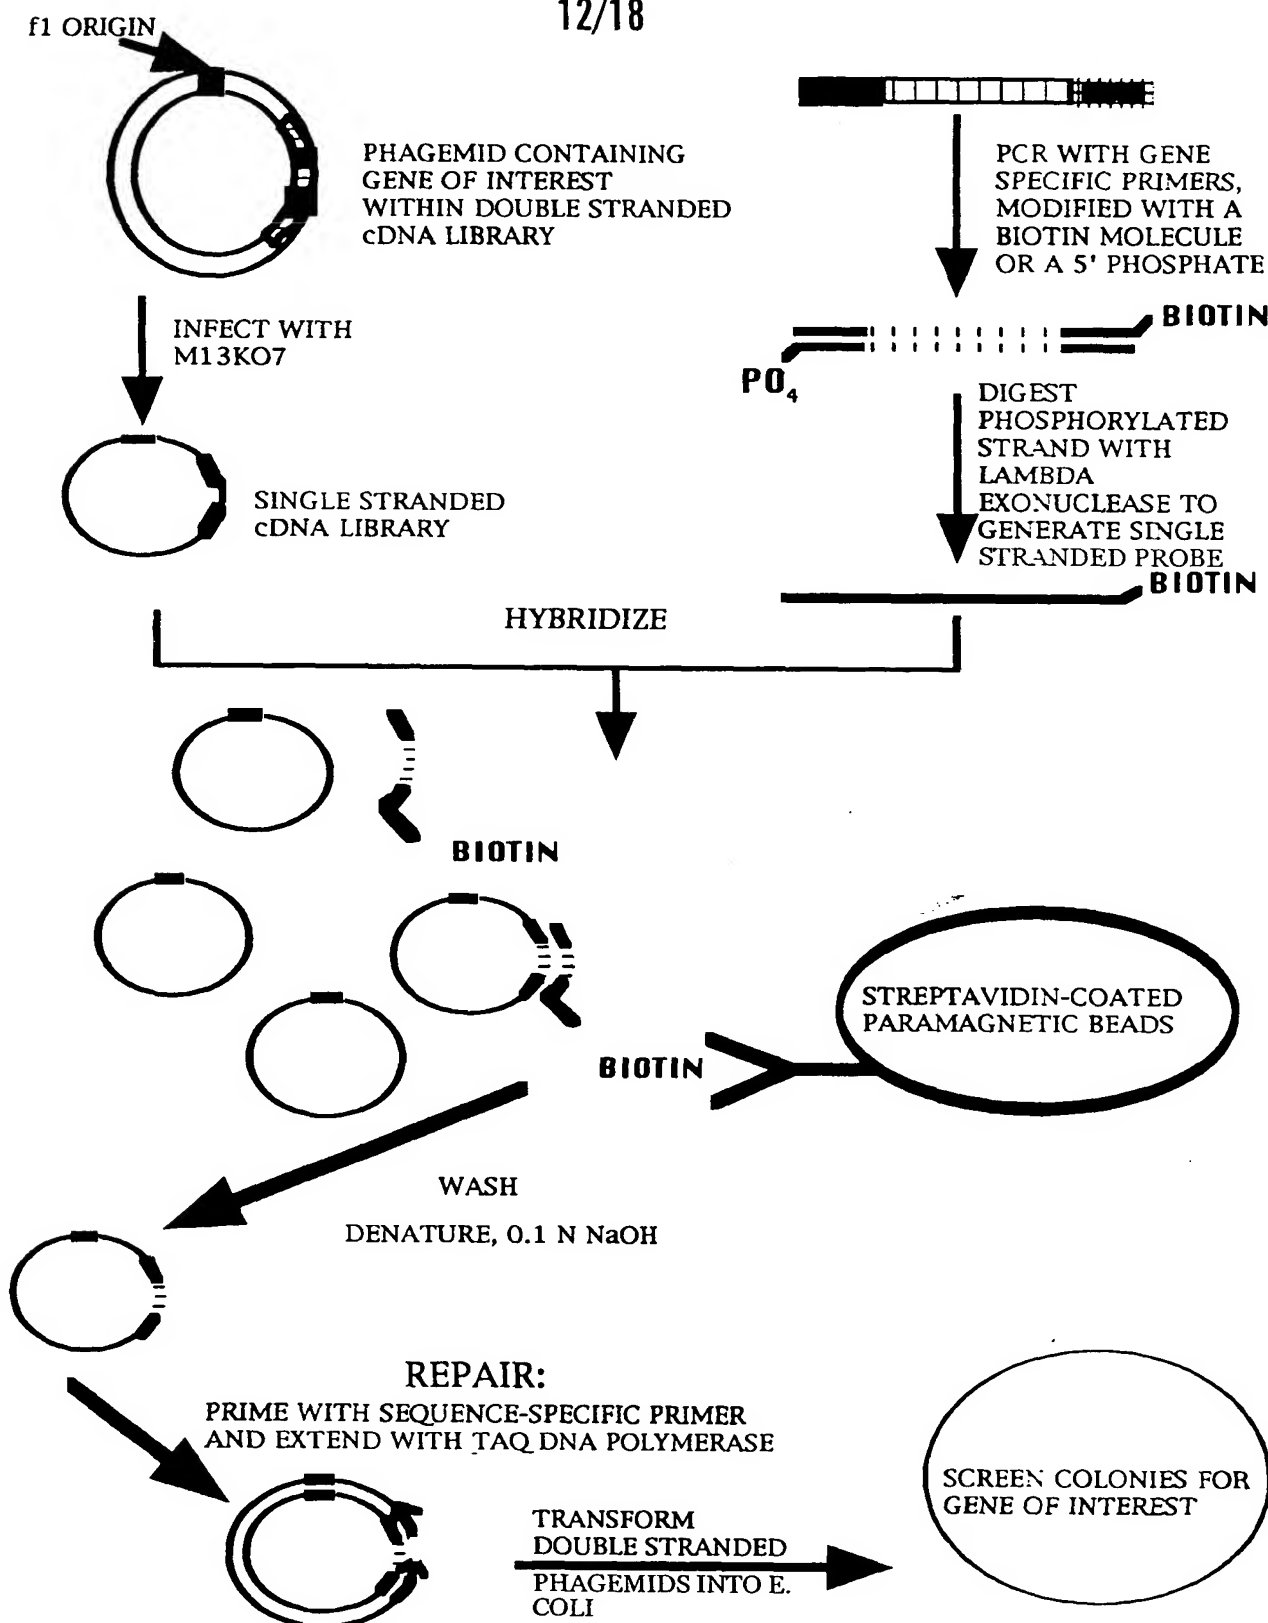 12/18
f1 ORIGIN
PHAGEMID CONTAINING
GENE OF INTEREST
WITHIN DOUBLE STRANDED
cDNA LIBRARY
INFECT WITH
M13KO7
SINGLE STRANDED
cDNA LIBRARY
PCR WITH GENE
SPECIFIC PRIMERS,
MODIFIED WITH A
BIOTIN MOLECULE
OR A 5' PHOSPHATE
BIOTIN
PO4
DIGEST
PHOSPHORYLATED
STRAND WITH
LAMBDA
EXONUCLEASE TO
GENERATE SINGLE
STRANDED PROBE
BIOTIN
HYBRIDIZE
BIOTIN
STREPTAVIDIN-COATED
PARAMAGNETIC BEADS
BIOTIN
WASH
DENATURE, 0.1 N NaOH
REPAIR:
PRIME WITH SEQUENCE-SPECIFIC PRIMER
AND EXTEND WITH TAQ DNA POLYMERASE
TRANSFORM
DOUBLE STRANDED
PHAGEMIDS INTO E.
COLI
SCREEN COLONIES FOR
GENE OF INTEREST